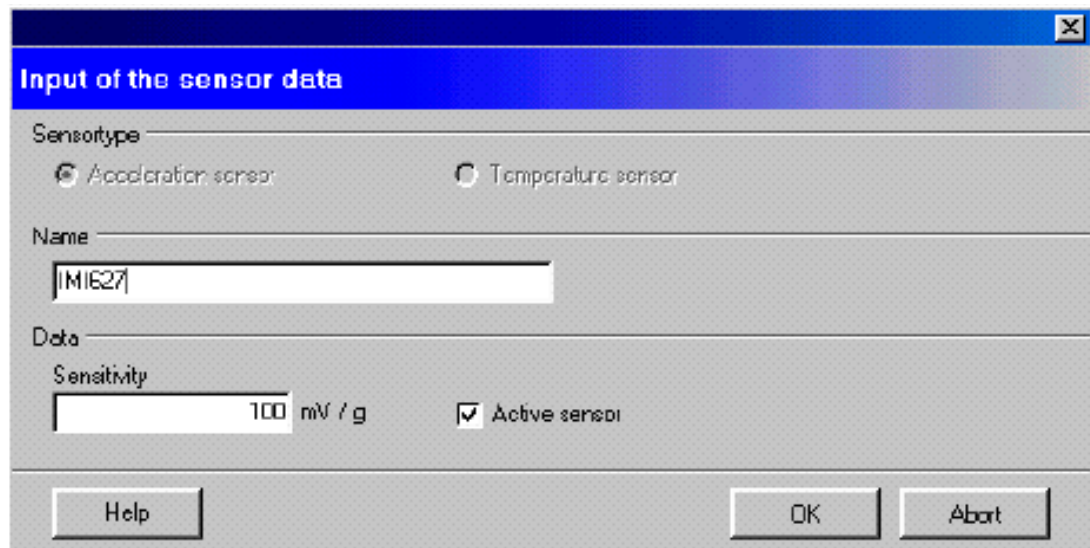 Input of the sensor data
Sensortype
Acceleration sensor Temperature sensor
Name
IMI627
Data
Sensitivity
100 mV / g Active sensor
Help OK Abort